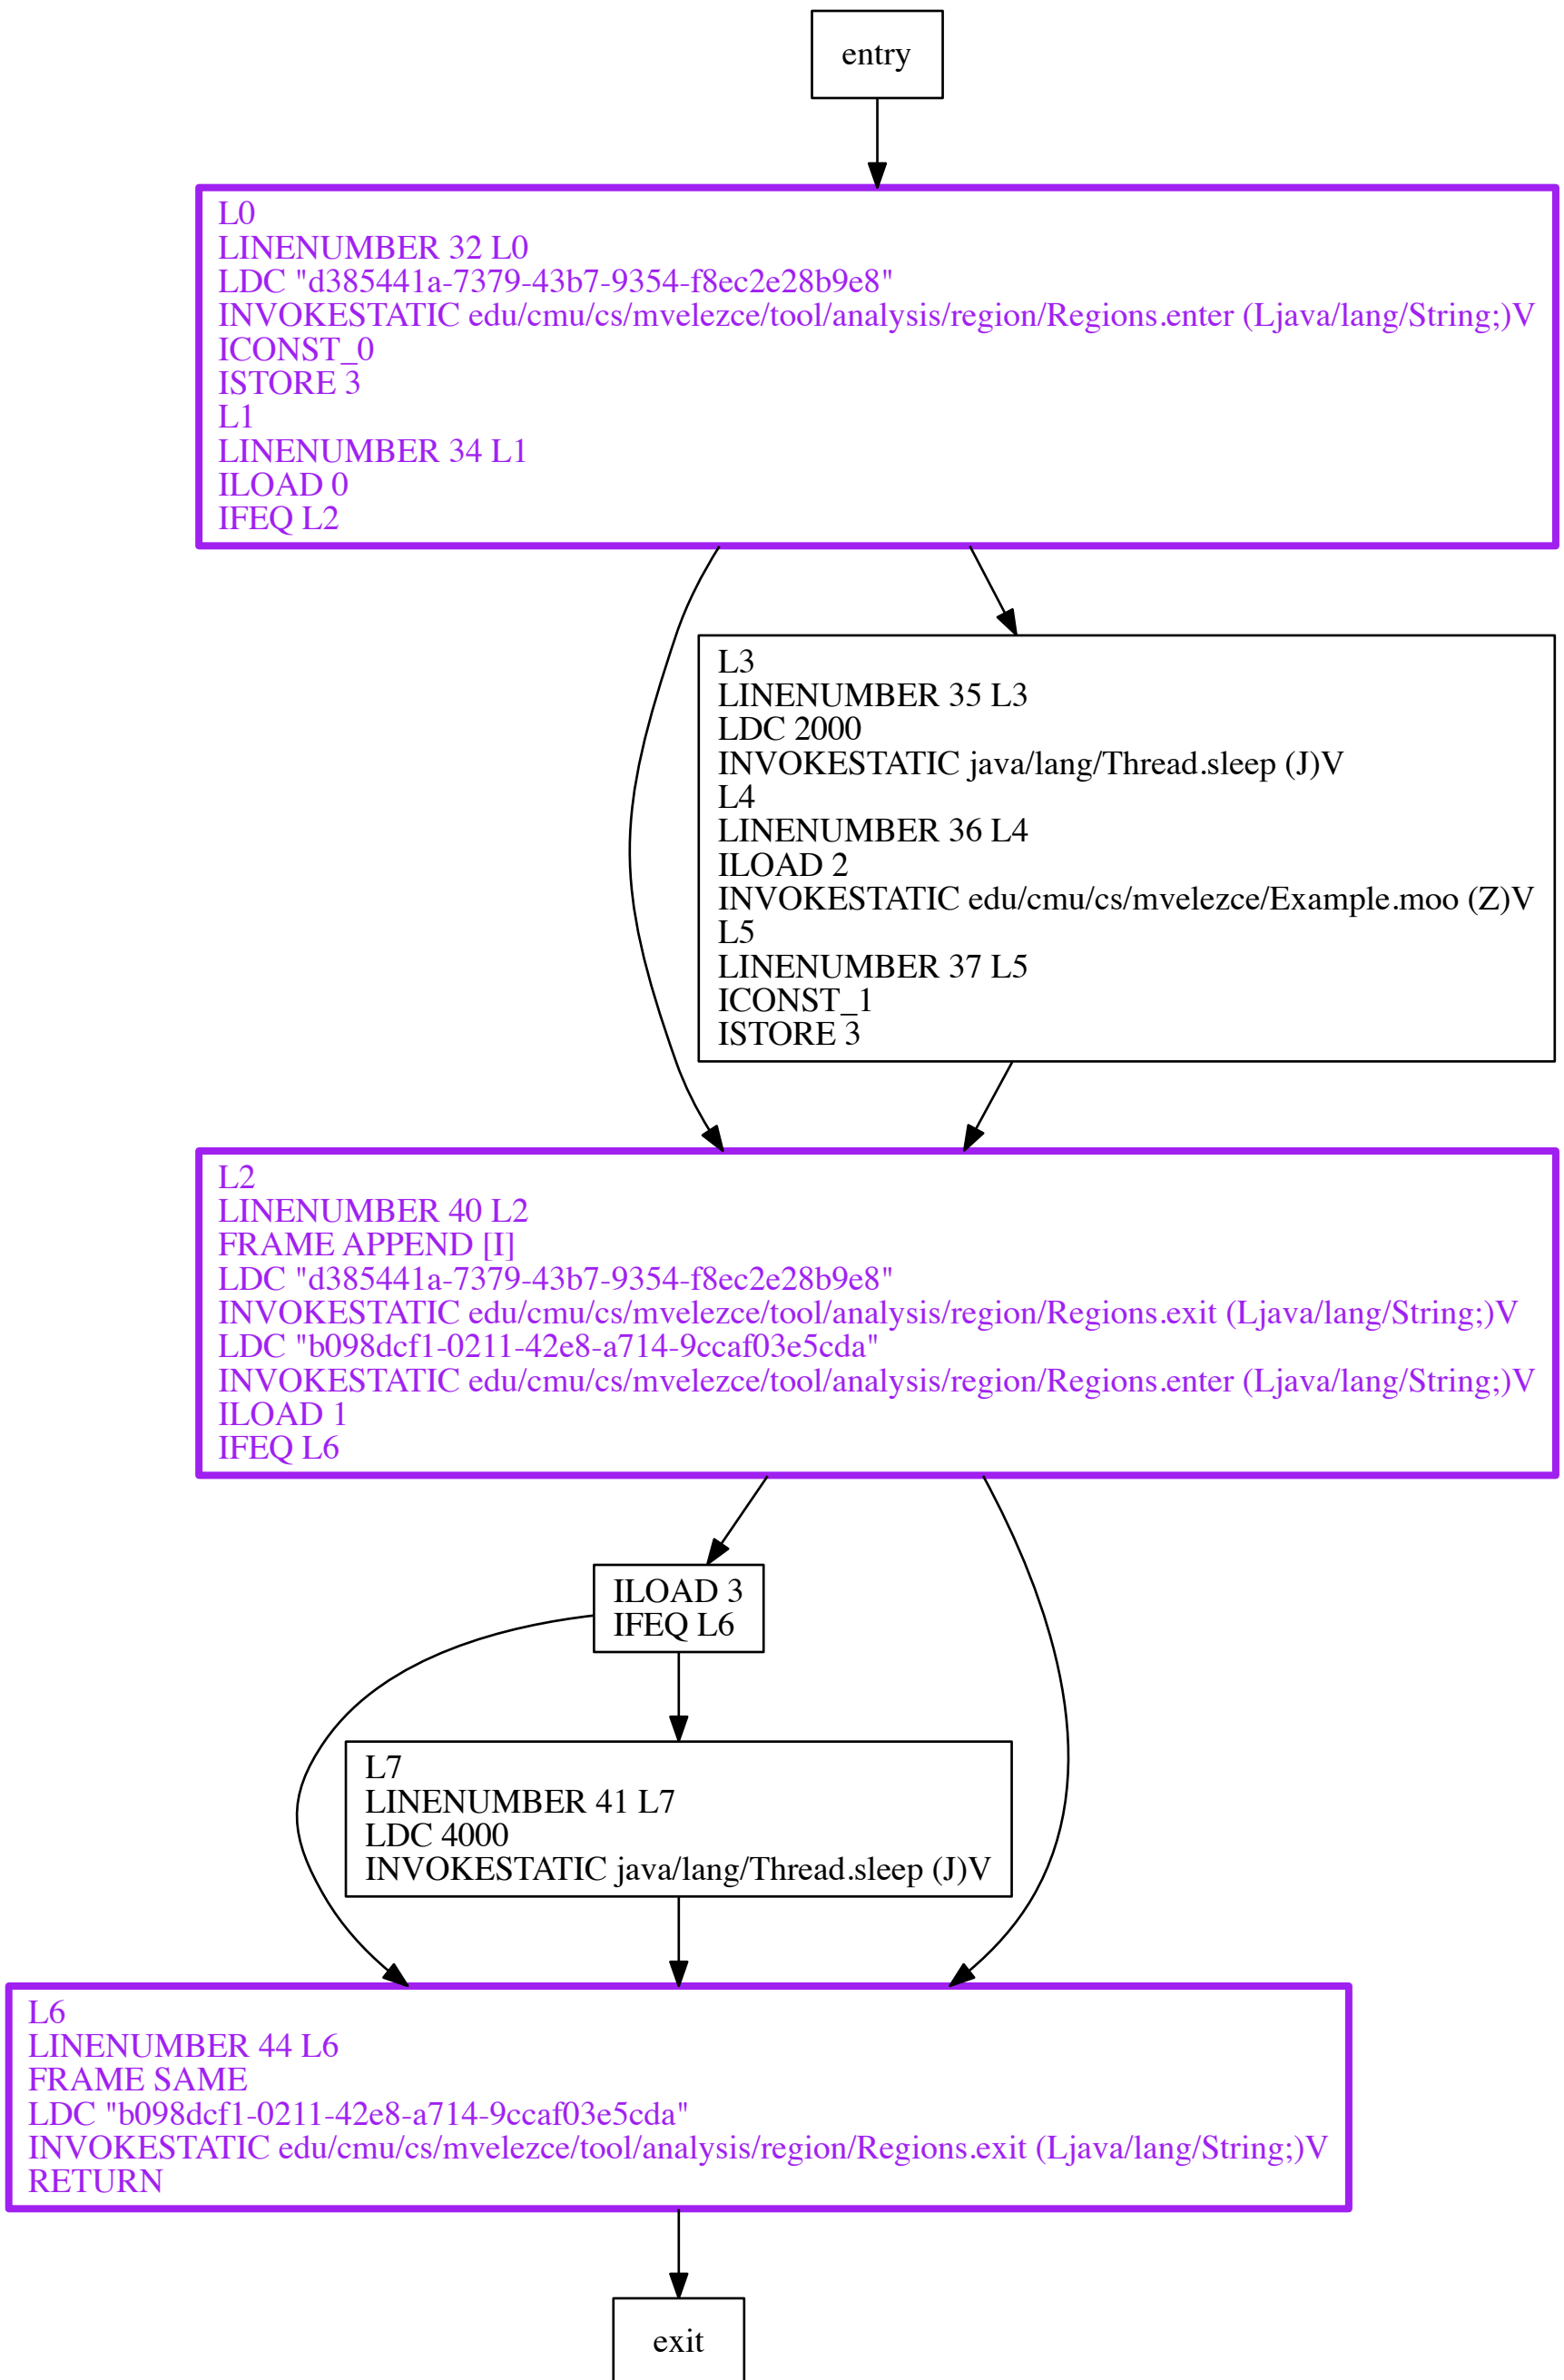 entry
L0
LINENUMBER 32 L0
LDC "d385441a-7379-43b7-9354-f8ec2e28b9e8"
INVOKESTATIC edu/cmu/cs/mvelezce/tool/analysis/region/Regions.enter (Ljava/lang/String;)V
ICONST_0
ISTORE 3
L1
LINENUMBER 34 L1
ILOAD 0
IFEQ L2
L3
LINENUMBER 35 L3
LDC 2000
INVOKESTATIC java/lang/Thread.sleep (J)V
L4
LINENUMBER 36 L4
ILOAD 2
INVOKESTATIC edu/cmu/cs/mvelezce/Example.moo (Z)V
L5
LINENUMBER 37 L5
ICONST_1
ISTORE 3
L2
LINENUMBER 40 L2
FRAME APPEND [I]
LDC "d385441a-7379-43b7-9354-f8ec2e28b9e8"
INVOKESTATIC edu/cmu/cs/mvelezce/tool/analysis/region/Regions.exit (Ljava/lang/String;)V
LDC "b098dcf1-0211-42e8-a714-9ccaf03e5cda"
INVOKESTATIC edu/cmu/cs/mvelezce/tool/analysis/region/Regions.enter (Ljava/lang/String;)V
ILOAD 1
IFEQ L6
ILOAD 3
IFEQ L6
L7
LINENUMBER 41 L7
LDC 4000
INVOKESTATIC java/lang/Thread.sleep (J)V
L6
LINENUMBER 44 L6
FRAME SAME
LDC "b098dcf1-0211-42e8-a714-9ccaf03e5cda"
INVOKESTATIC edu/cmu/cs/mvelezce/tool/analysis/region/Regions.exit (Ljava/lang/String;)V
RETURN
exit